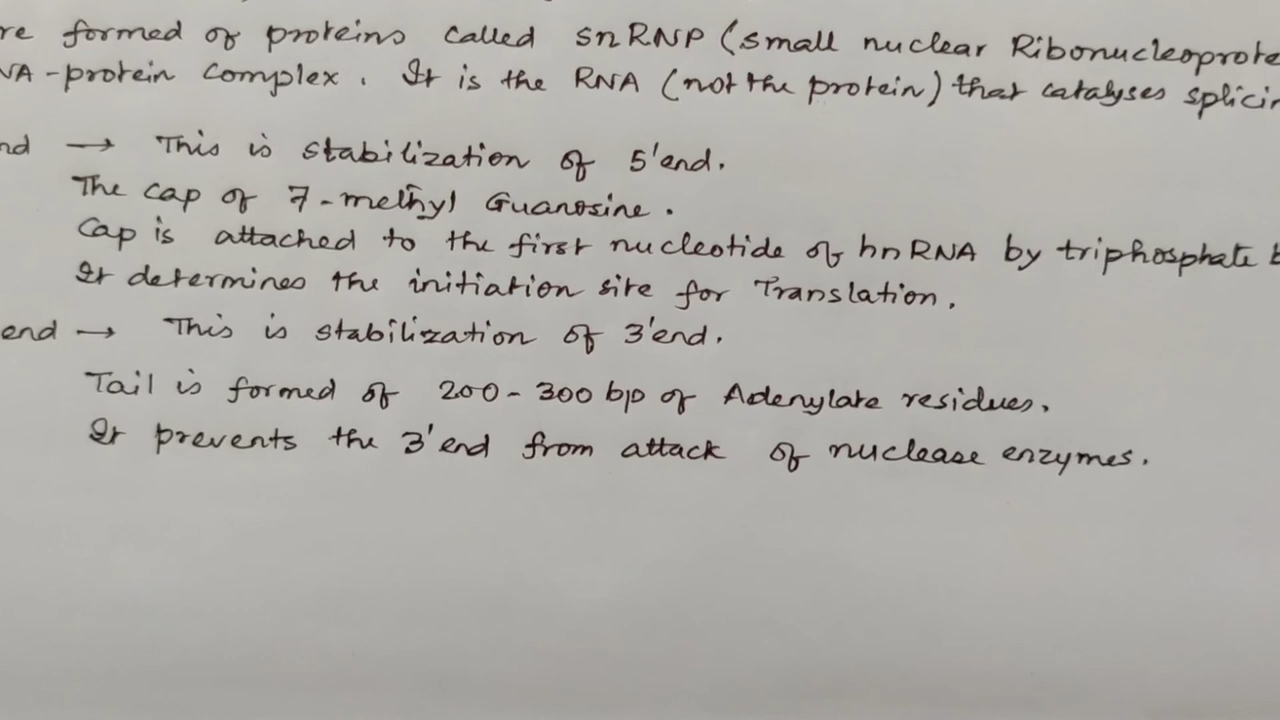 re formed of proteins called snRNP (small nuclear Ribonucleoprote
NA-protein complex. It is the RNA (not the protein) that catalyses splicin
nd → This is stabilization of 5'end.
The cap of 7-methyl Guanosine.
Cap is attached to the first nucleotide of hnRNA by triphosphate b
It determines the initiation site for Translation.
end → This is stabilization of 3'end.
Tail is formed of 200-300 bp of Adenylate residues.
It prevents the 3'end from attack of nuclease enzymes.